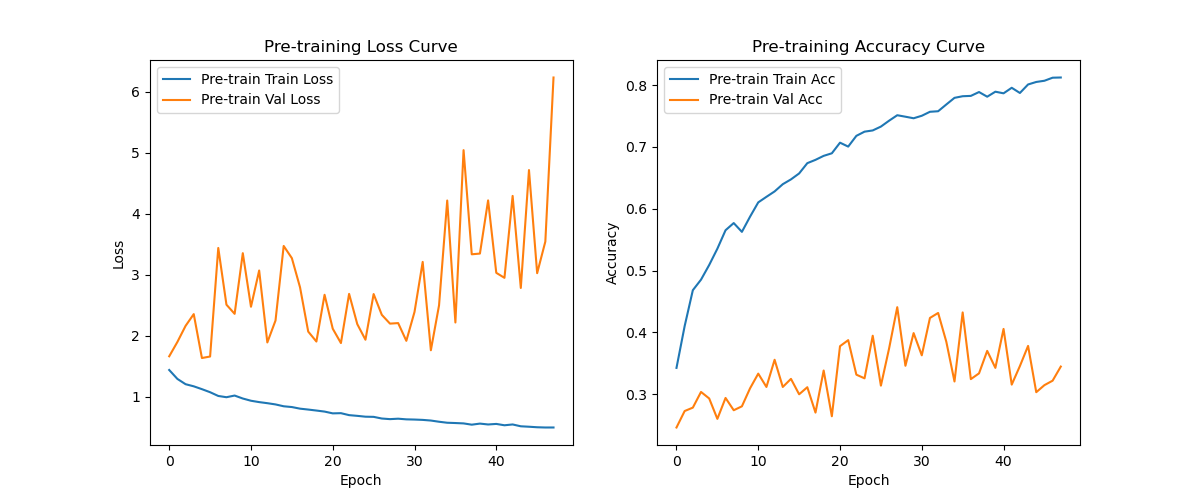 Pre-training Loss Curve
Pre-train Train Loss
Pre-train Val Loss
6
5
4
3
2
1
Loss
0
10
20
30
40
Epoch
Pre-training Accuracy Curve
Pre-train Train Acc
Pre-train Val Acc
0.8
0.7
0.6
0.5
0.4
0.3
Accuracy
0
10
20
30
40
Epoch